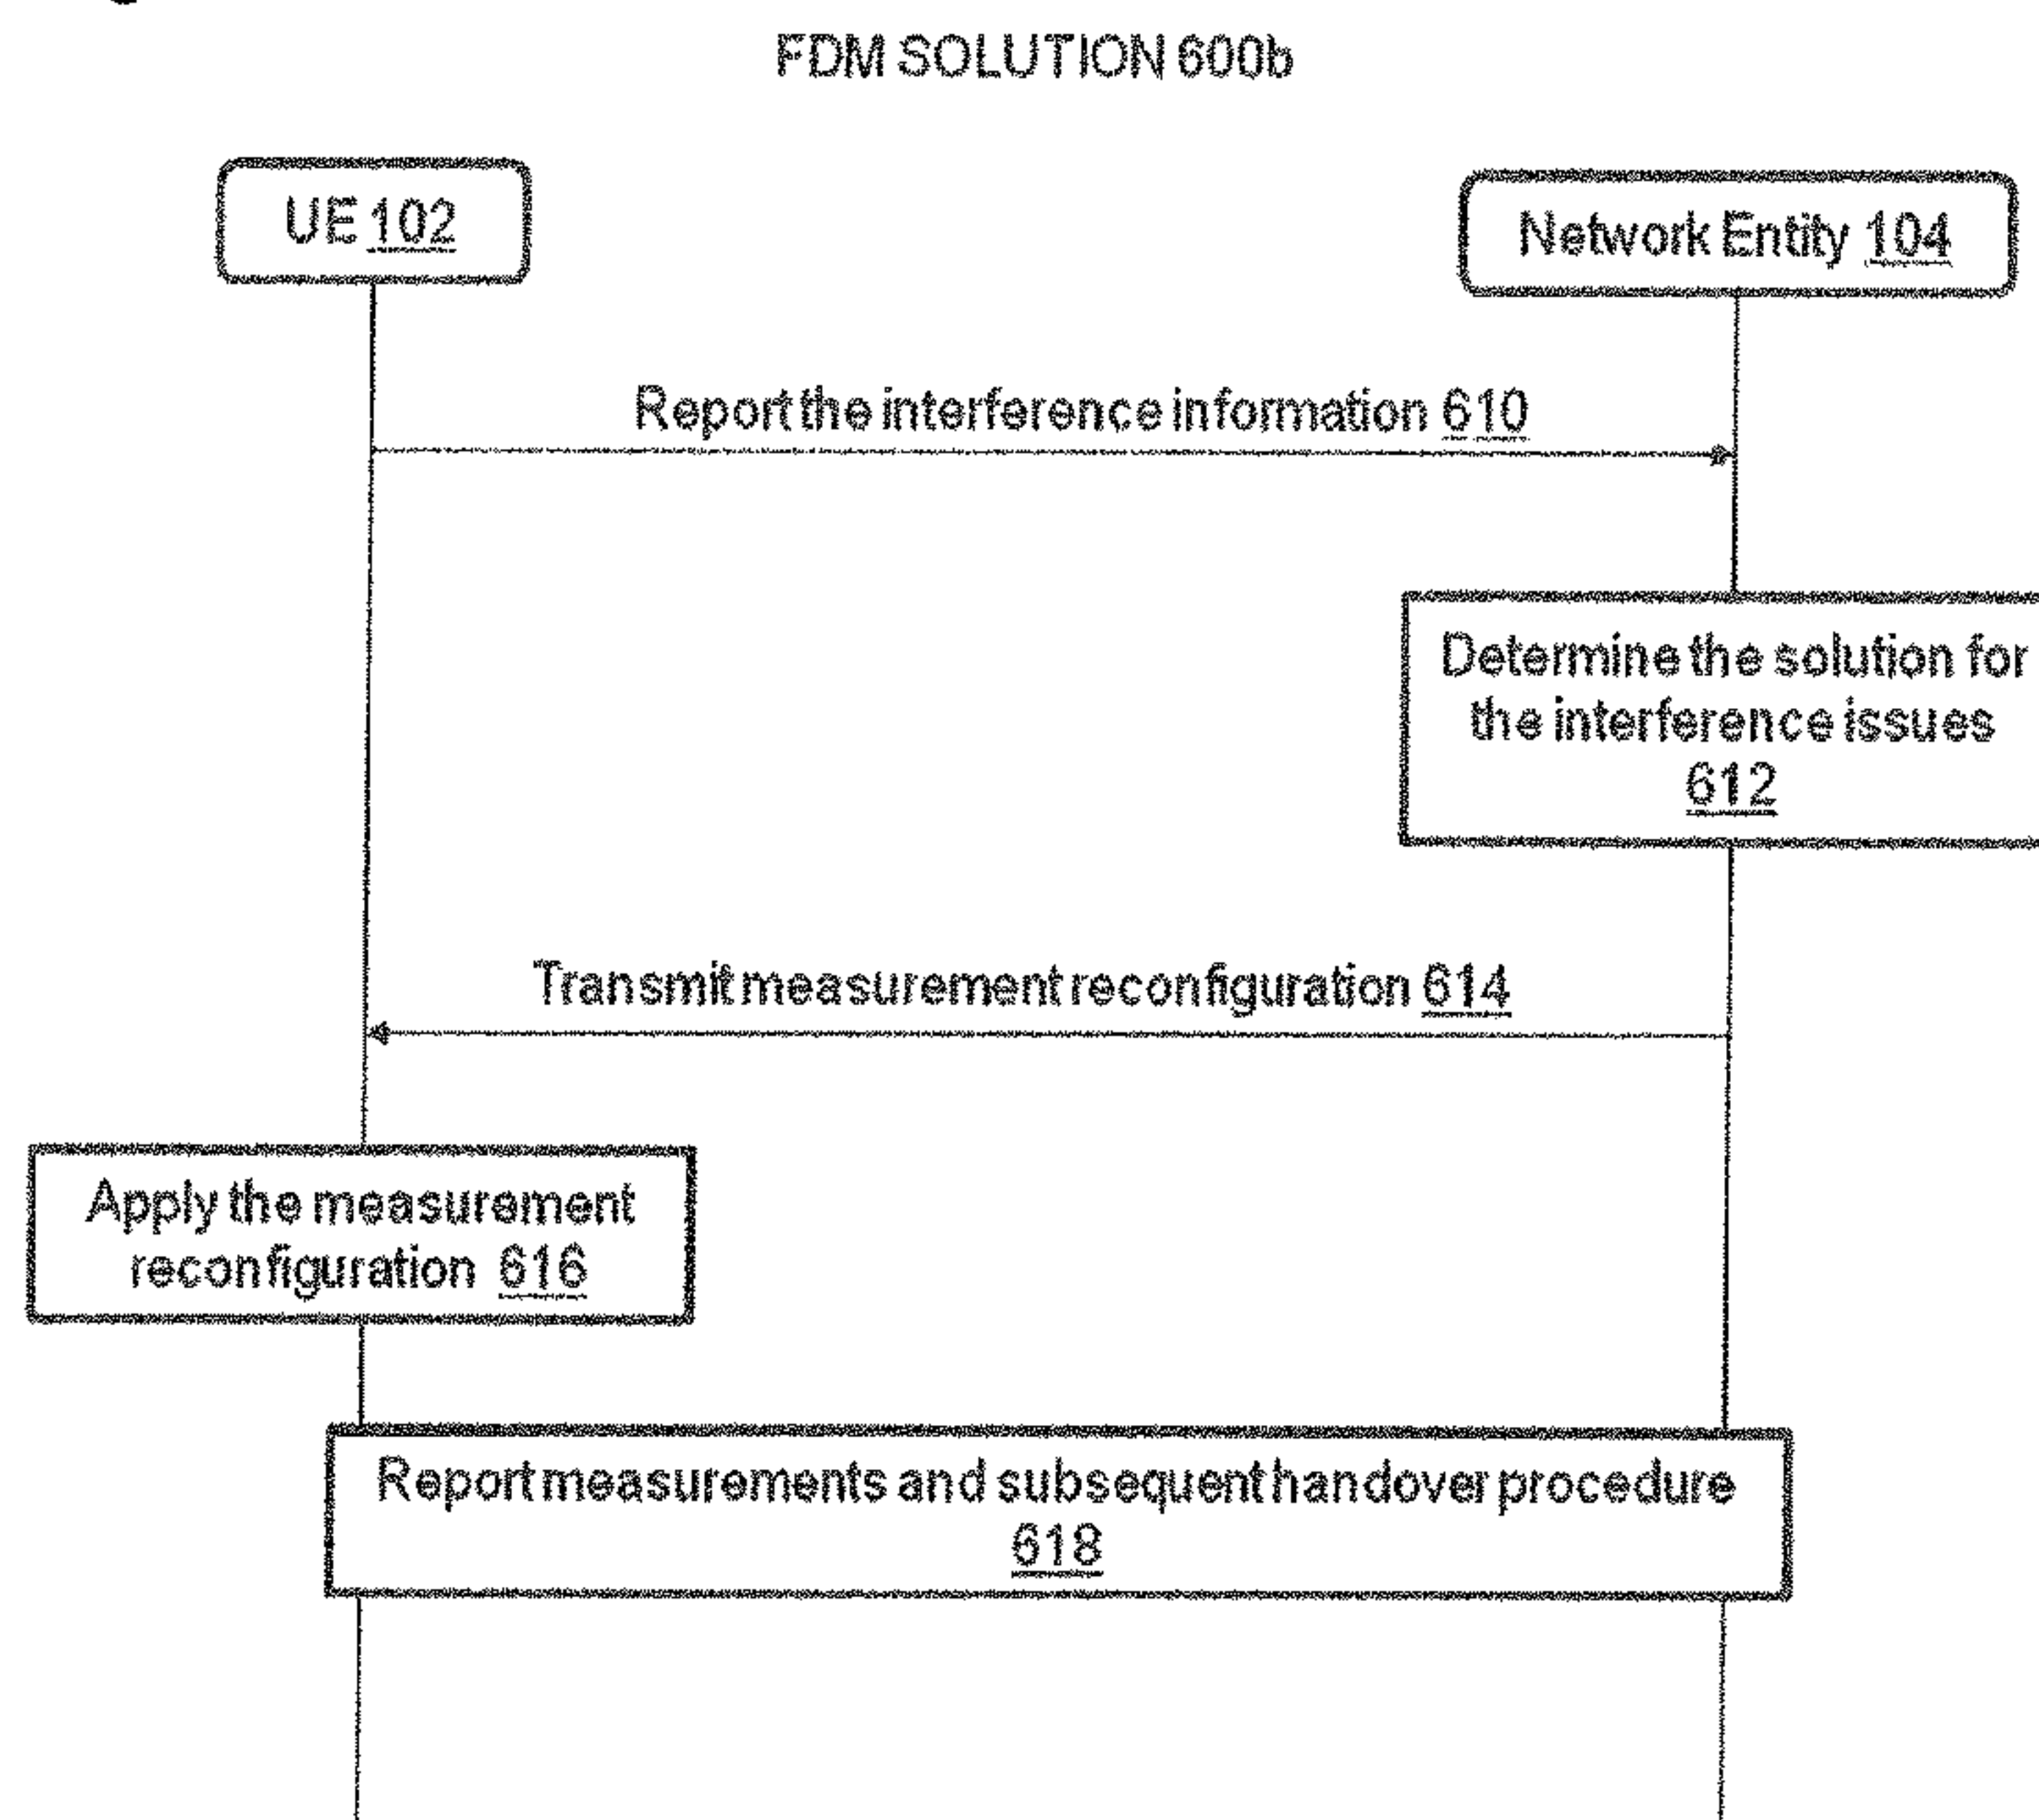 FDM SOLUTION 600b
UE 102
Network Entity 104
Report the interference information 610
Determine the solution for
the interference issues
612
Transmit measurement reconfiguration 614
Apply the measurement
reconfiguration 616
Report measurements and subsequent handover procedure
618